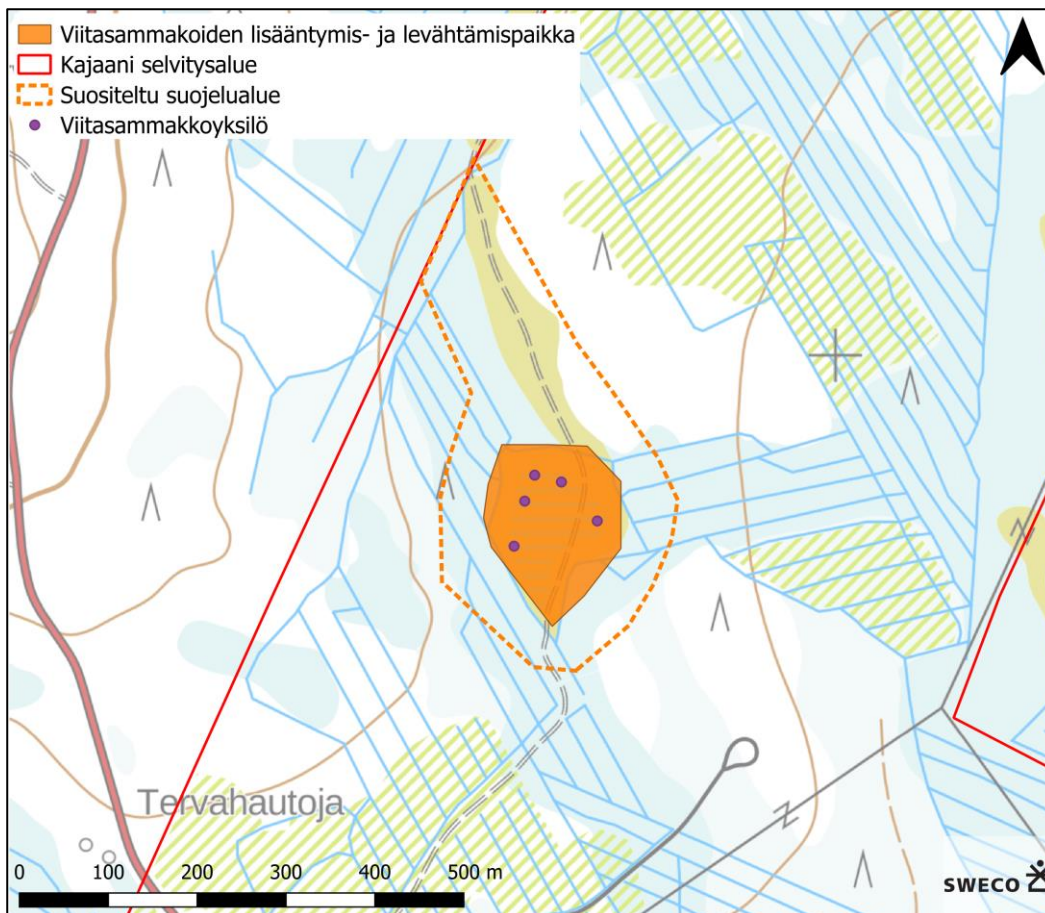 Viitasammakoiden lisääntymis- ja levähtämispaikka
Kajaani selvitysalue
Suositeltu suojelualue
Viitasammakkoyksilö
Tervahautoja
0 100 200 300 400 500 m
SWECO